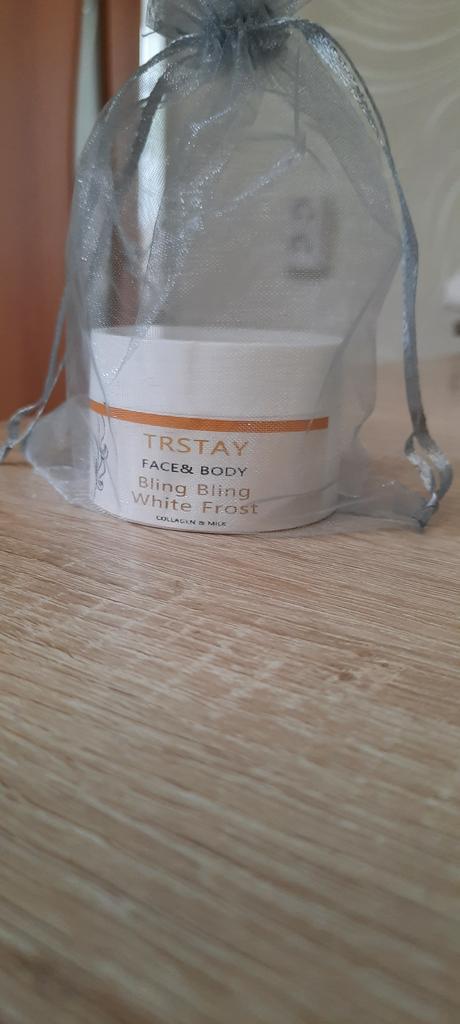 TRSTAY
FACE& BODY
Bling Bling
White Frost
COLLAGEN & MILK